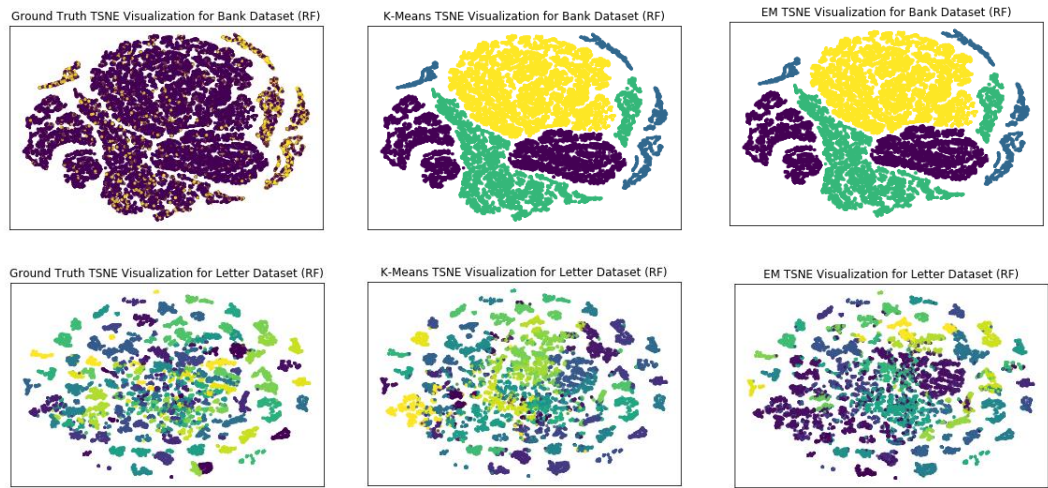 Ground Truth TSNE Visualization for Bank Dataset (RF)
K-Means TSNE Visualization for Bank Dataset (RF)
EM TSNE Visualization for Bank Dataset (RF)
Ground Truth TSNE Visualization for Letter Dataset (RF)
K-Means TSNE Visualization for Letter Dataset (RF)
EM TSNE Visualization for Letter Dataset (RF)